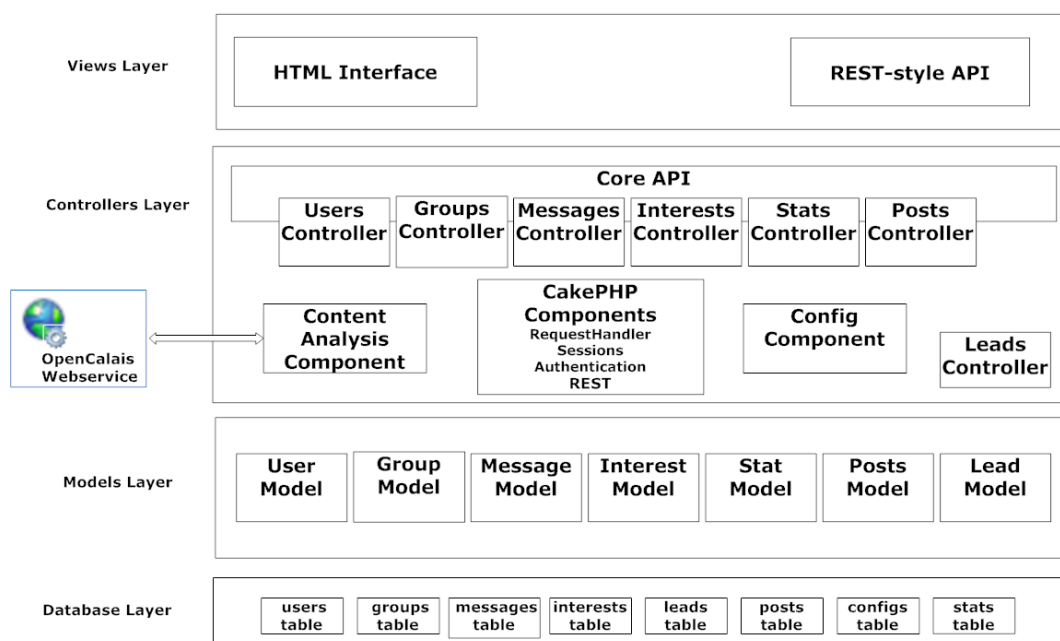 Views Layer
HTML Interface
REST-style API
Controllers Layer
Core API
Users
Controller
Groups
Controller
Messages
Controller
Interests
Controller
Stats
Controller
Posts
Controller
OpenCalais
Webservice
Content
Analysis
Component
CakePHP
Components
RequestHandler
Sessions
Authentication
REST
Config
Component
Leads
Controller
Models Layer
User
Model
Group
Model
Message
Model
Interest
Model
Stat
Model
Posts
Model
Lead
Model
Database Layer
users
table
groups
table
messages
table
interests
table
leads
table
posts
table
configs
table
stats
table